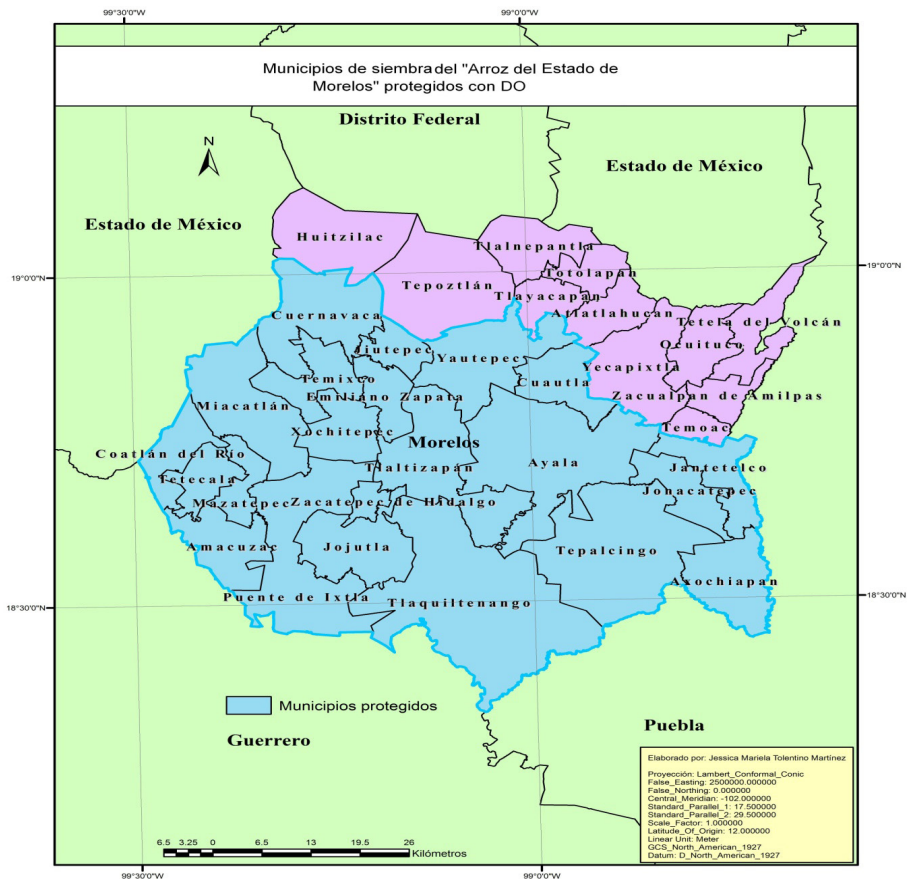 99°30'0"W
99°0'0"W
Municipios de siembra del "Arroz del Estado de
Morelos" protegidos con DO
Distrito Federal
N
Estado de México
Estado de México
Huitzilac
Tlalnepantla
19°0'0"N
19°0'0"N
Totolapan
Tepoztlán
Tlayacapan
Atlatlahucan
Cuernavaca
Tetela del Volcán
Ocuituco
Jiutepec
Yautepec
Yecapixtla
Temixco
Cuautla
Emiliano Zapata
Zacualpan de Amilpas
Miacatlán
Xochitepec
Temoac
Morelos
Coatlán del Río
Tlaltizapán
Ayala
Jantetelco
Tetecala
Jonacatepec
Mazatepec
Zacatepec de Hidalgo
Amacuzac
Jojutla
Tepalcingo
Axochiapan
Puente de Ixtla
Tlaquiltenango
18°30'0"N
18°30'0"N
Municipios protegidos
Guerrero
Puebla
Elaborado por: Jessica Mariela Tolentino Martínez
Proyección: Lambert_Conformal_Conic
False_Easting: 2500000.000000
False_Northing: 0.000000
Central_Meridian: -102.000000
Standard_Parallel_1: 17.500000
Standard_Parallel_2: 29.500000
Scale_Factor: 1.000000
Latitude_Of_Origin: 12.000000
Linear Unit: Meter
GCS_North_American_1927
Datum: D_North_American_1927
6.5 3.25 0 6.5 13 19.5 26
Kilómetros
99°30'0"W
99°0'0"W